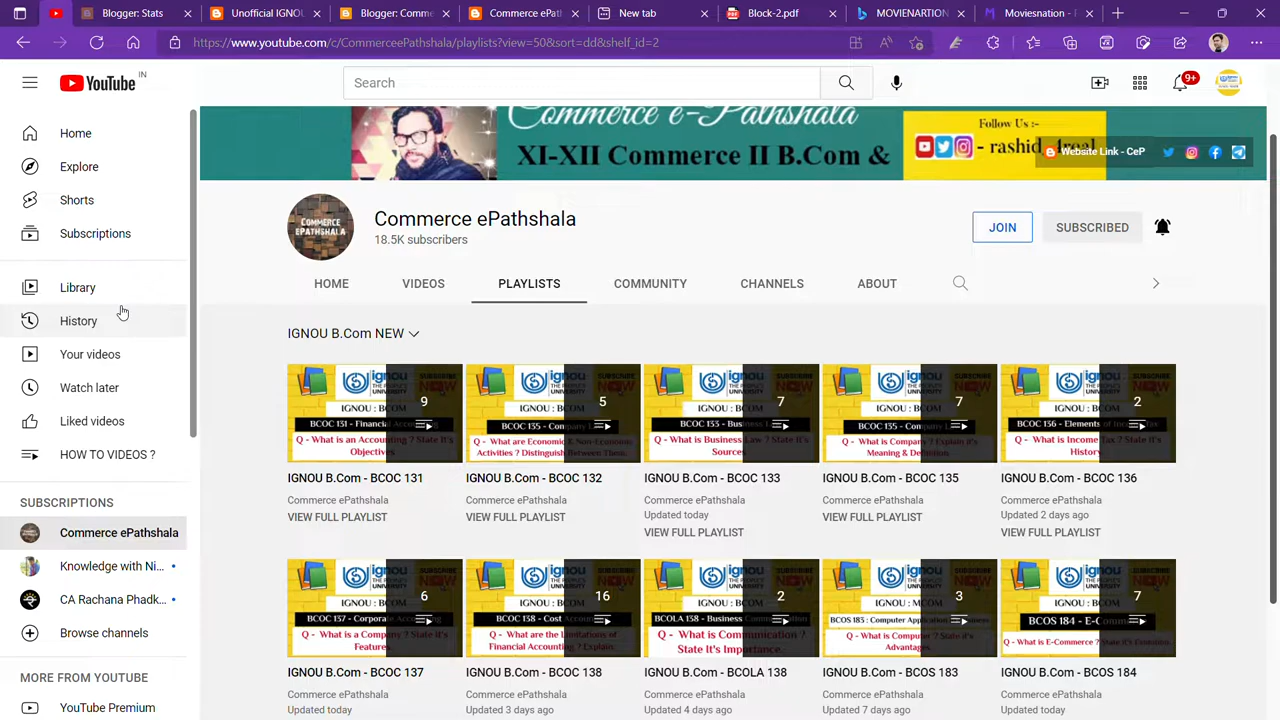 Blogger: Stats
Unofficial IGNOU
Blogger: Comme
Commerce ePat
New tab
Block-2.pdf
MOVIENARTION
Moviesnation - F
https://www.youtube.com/c/CommerceePathshala/playlists?view=50&sort=dd&shelf_id=2
YouTube IN
Search
9+
Home
Explore
Shorts
Subscriptions
Library
History
Your videos
Watch later
Liked videos
HOW TO VIDEOS ?
SUBSCRIPTIONS
Commerce ePathshala
Knowledge with Ni...
CA Rachana Phadk...
Browse channels
MORE FROM YOUTUBE
YouTube Premium
Commerce e-Pathshala
XI-XII Commerce II B.Com &
Follow Us :-
Website Link - CeP
COMMERCE
EPATHSHALA
Commerce ePathshala
18.5K subscribers
JOIN
SUBSCRIBED
HOME
VIDEOS
PLAYLISTS
COMMUNITY
CHANNELS
ABOUT
IGNOU B.Com NEW
9
5
7
7
2
IGNOU B.Com - BCOC 131
Commerce ePathshala
VIEW FULL PLAYLIST
IGNOU B.Com - BCOC 132
Commerce ePathshala
VIEW FULL PLAYLIST
IGNOU B.Com - BCOC 133
Commerce ePathshala
Updated today
VIEW FULL PLAYLIST
IGNOU B.Com - BCOC 135
Commerce ePathshala
VIEW FULL PLAYLIST
IGNOU B.Com - BCOC 136
Commerce ePathshala
Updated 2 days ago
VIEW FULL PLAYLIST
6
16
2
3
7
IGNOU B.Com - BCOC 137
Commerce ePathshala
Updated today
IGNOU B.Com - BCOC 138
Commerce ePathshala
Updated 3 days ago
IGNOU B.Com - BCOLA 138
Commerce ePathshala
Updated 4 days ago
IGNOU B.Com - BCOS 183
Commerce ePathshala
Updated 7 days ago
IGNOU B.Com - BCOS 184
Commerce ePathshala
Updated today